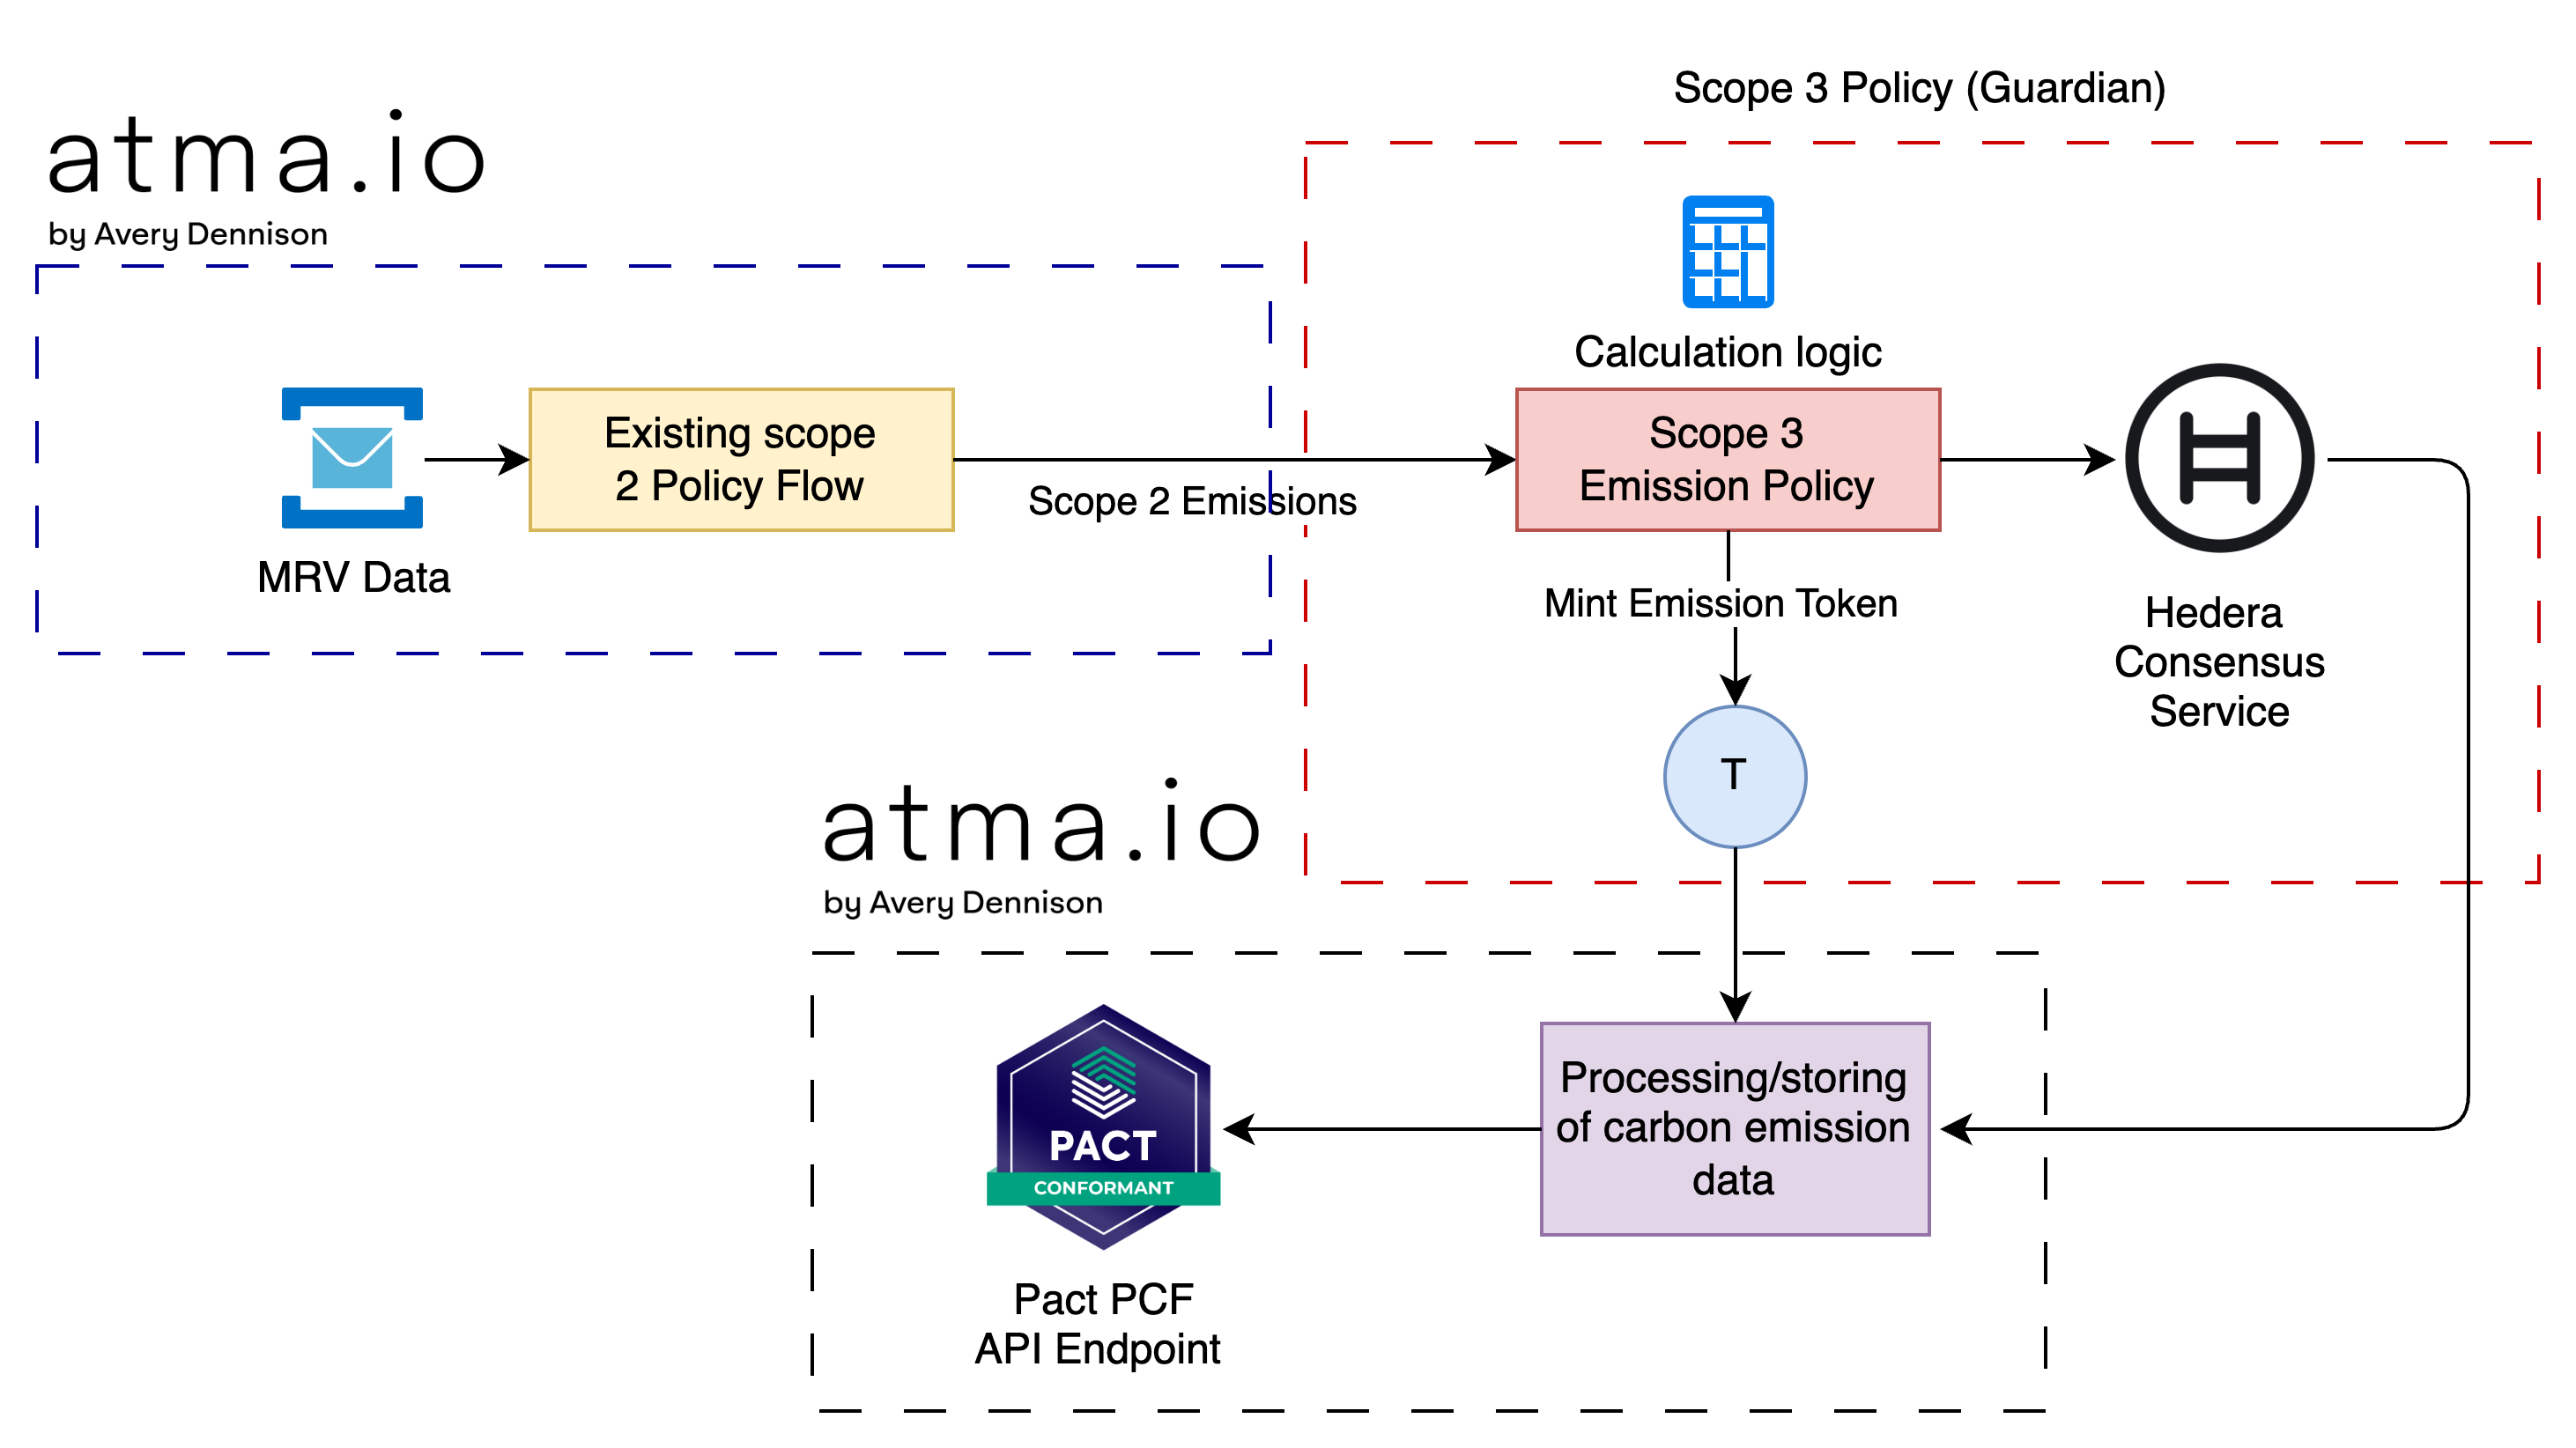 Scope 3 Policy (Guardian)
atma.io
by Avery Dennison
Calculation logic
MRV Data
Existing scope
2 Policy Flow
Scope 2 Emissions
Scope 3
Emission Policy
Mint Emission Token
Hedera
Consensus
Service
T
atma.io
by Avery Dennison
PACT
CONFORMANT
Pact PCF
API Endpoint
Processing/storing
of carbon emission
data